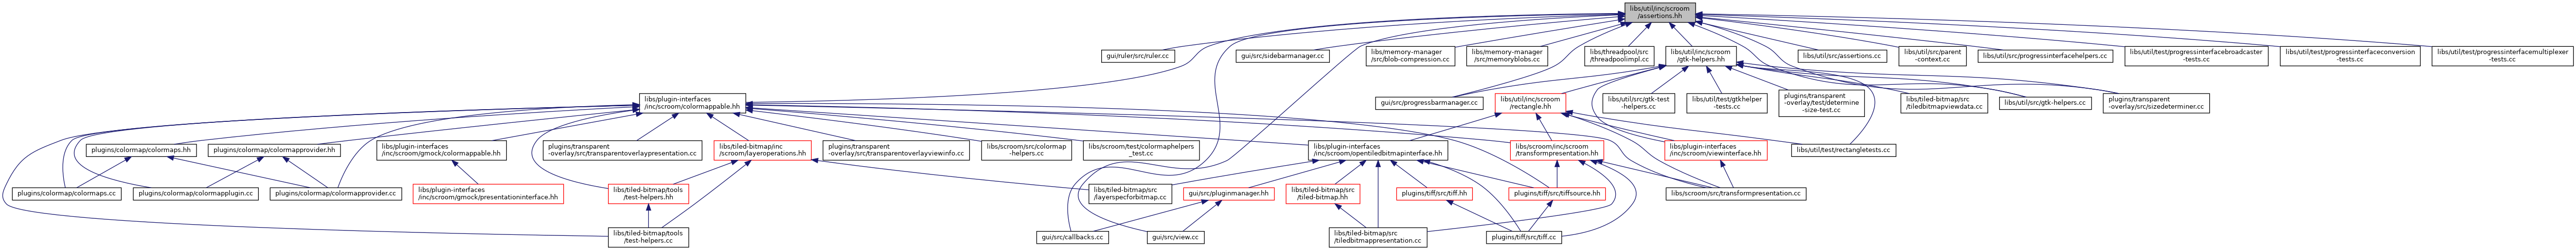 libs/util/inc/scroom
/assertions.hh
gui/ruler/src/ruler.cc
gui/src/sidebarmanager.cc
libs/memory-manager
/src/blob-compression.cc
libs/memory-manager
/src/memoryblobs.cc
libs/threadpool/src
/threadpoolimpl.cc
libs/util/inc/scroom
/gtk-helpers.hh
libs/util/src/assertions.cc
libs/util/src/parent
-context.cc
libs/util/src/progressinterfacehelpers.cc
libs/util/test/progressinterfacebroadcaster
-tests.cc
libs/util/test/progressinterfaceconversion
-tests.cc
libs/util/test/progressinterfacemultiplexer
-tests.cc
libs/plugin-interfaces
/inc/scroom/colormappable.hh
gui/src/progressbarmanager.cc
libs/util/inc/scroom
/rectangle.hh
libs/util/src/gtk-test
-helpers.cc
libs/util/test/gtkhelper
-tests.cc
plugins/transparent
-overlay/test/determine
-size-test.cc
libs/tiled-bitmap/src
/tiledbitmapviewdata.cc
libs/util/src/gtk-helpers.cc
plugins/transparent
-overlay/src/sizedeterminer.cc
plugins/colormap/colormaps.hh
plugins/colormap/colormapprovider.hh
libs/plugin-interfaces
/inc/scroom/gmock/colormappable.hh
plugins/transparent
-overlay/src/transparentoverlaypresentation.cc
libs/tiled-bitmap/inc
/scroom/layeroperations.hh
plugins/transparent
-overlay/src/transparentoverlayviewinfo.cc
libs/scroom/src/colormap
-helpers.cc
libs/scroom/test/colormaphelpers
_test.cc
libs/plugin-interfaces
/inc/scroom/opentiledbitmapinterface.hh
libs/scroom/inc/scroom
/transformpresentation.hh
libs/plugin-interfaces
/inc/scroom/viewinterface.hh
libs/util/test/rectangletests.cc
plugins/colormap/colormaps.cc
plugins/colormap/colormapplugin.cc
plugins/colormap/colormapprovider.cc
libs/plugin-interfaces
/inc/scroom/gmock/presentationinterface.hh
libs/tiled-bitmap/tools
/test-helpers.hh
libs/tiled-bitmap/src
/layerspecforbitmap.cc
gui/src/pluginmanager.hh
libs/tiled-bitmap/src
/tiled-bitmap.hh
plugins/tiff/src/tiff.hh
plugins/tiff/src/tiffsource.hh
libs/scroom/src/transformpresentation.cc
libs/tiled-bitmap/tools
/test-helpers.cc
gui/src/callbacks.cc
gui/src/view.cc
libs/tiled-bitmap/src
/tiledbitmappresentation.cc
plugins/tiff/src/tiff.cc